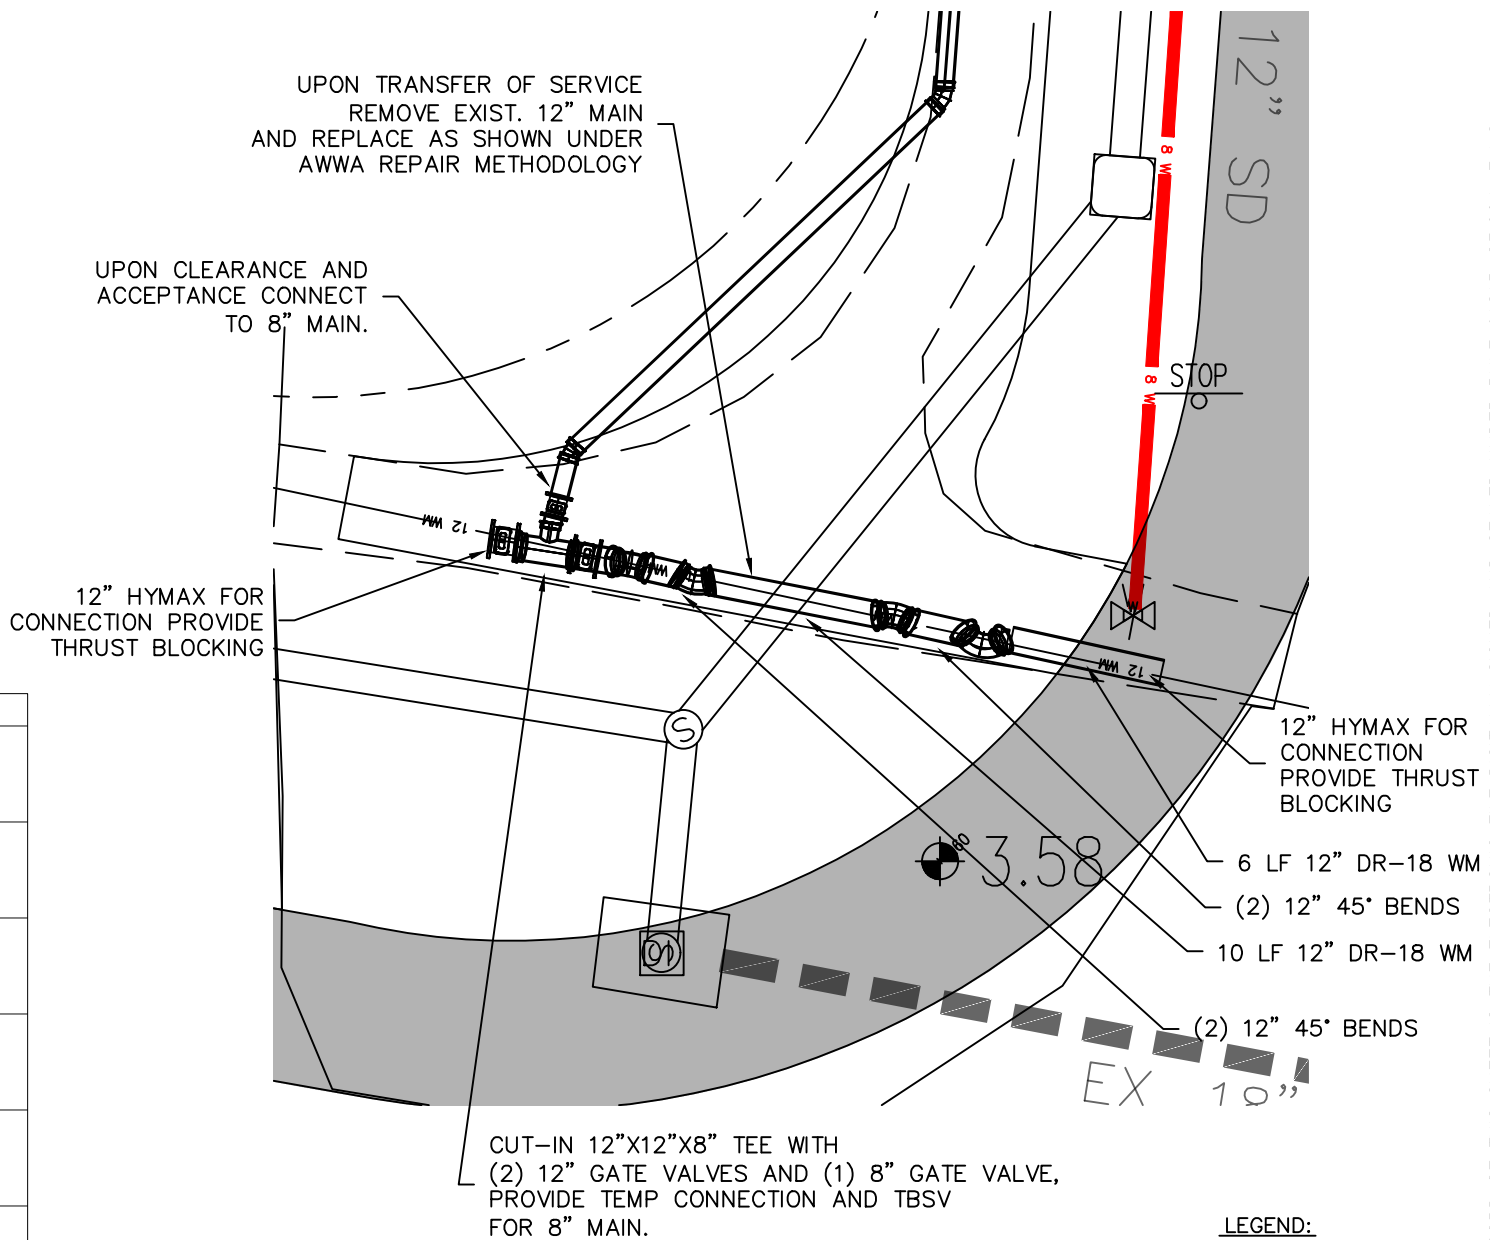 UPON TRANSFER OF SERVICE
REMOVE EXIST. 12" MAIN
AND REPLACE AS SHOWN UNDER
AWWA REPAIR METHODOLOGY
12" SD
8 W
UPON CLEARANCE AND
ACCEPTANCE CONNECT
TO 8" MAIN.
8 W
STOP
12 WM
WM
12" HYMAX FOR
CONNECTION PROVIDE
THRUST BLOCKING
12 WM
S
12" HYMAX FOR
CONNECTION
PROVIDE THRUST
BLOCKING
60
3.58
6 LF 12" DR-18 WM
(2) 12" 45° BENDS
10 LF 12" DR-18 WM
(2) 12" 45° BENDS
EX 18"
CUT-IN 12"X12"X8" TEE WITH
(2) 12" GATE VALVES AND (1) 8" GATE VALVE,
PROVIDE TEMP CONNECTION AND TBSV
FOR 8" MAIN.
LEGEND: